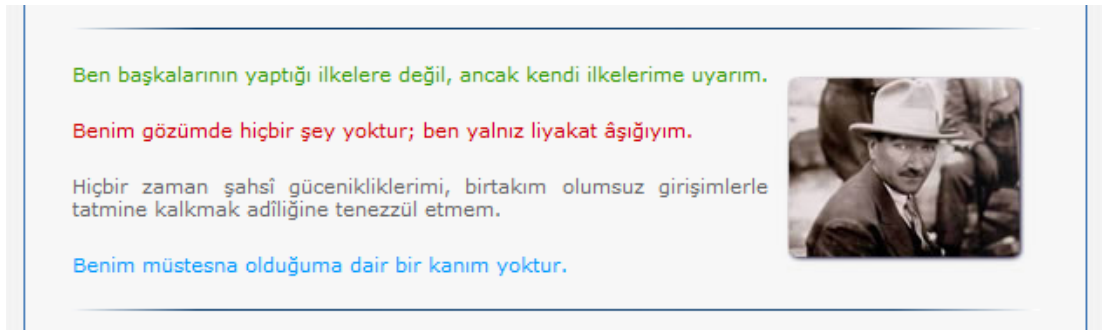 Ben başkalarının yaptığı ilkelere değil, ancak kendi ilkelerime uyarım.
Benim gözümde hiçbir şey yoktur; ben yalnız liyakat âşığıyım.
Hiçbir zaman şahsî gücenikliklerimi, birtakım olumsuz girişimlerle
tatmine kalkmak adîliğine tenezzül etmem.
Benim müstesna olduğuma dair bir kanım yoktur.